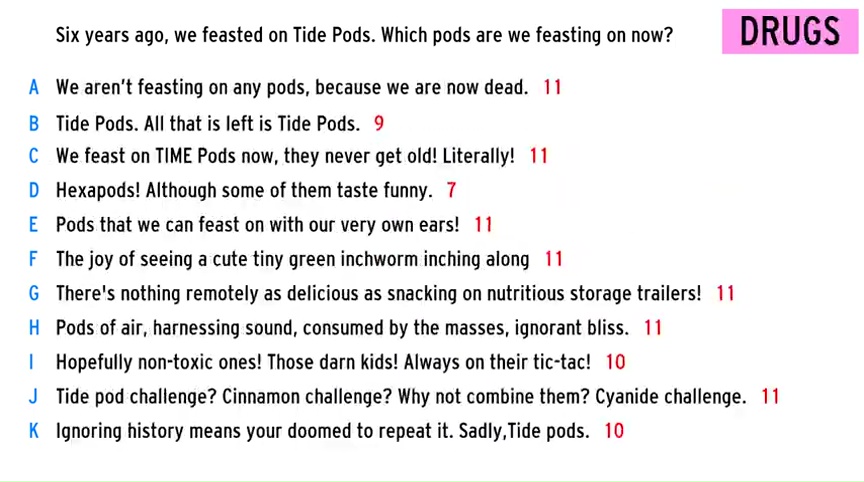 Six years ago, we feasted on Tide Pods. Which pods are we feasting on now?
DRUGS
A We aren't feasting on any pods, because we are now dead. 11
B Tide Pods. All that is left is Tide Pods. 9
C We feast on TIME Pods now, they never get old! Literally! 11
D Hexapods! Although some of them taste funny. 7
E Pods that we can feast on with our very own ears! 11
F The joy of seeing a cute tiny green inchworm inching along 11
G There's nothing remotely as delicious as snacking on nutritious storage trailers! 11
H Pods of air, harnessing sound, consumed by the masses, ignorant bliss. 11
I Hopefully non-toxic ones! Those darn kids! Always on their tic-tac! 10
J Tide pod challenge? Cinnamon challenge? Why not combine them? Cyanide challenge. 11
K Ignoring history means your doomed to repeat it. Sadly,Tide pods. 10